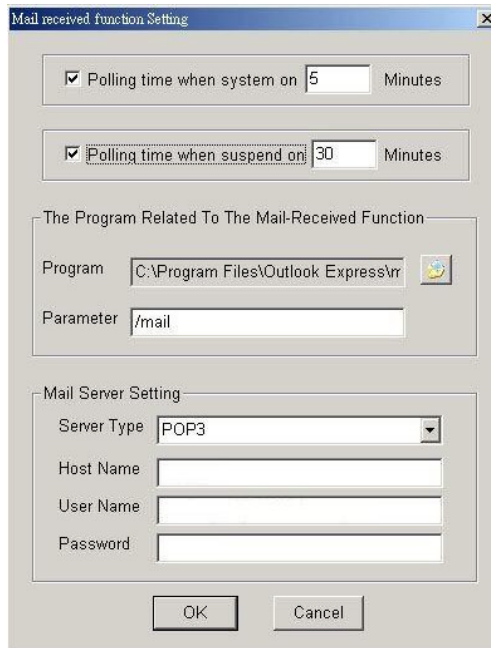 Mail received function Setting
Polling time when system on 5 Minutes
Polling time when suspend on 30 Minutes
The Program Related To The Mail-Received Function
Program C:\Program Files\Outlook Express\m
Parameter /mail
Mail Server Setting
Server Type POP3
Host Name
User Name
Password
OK Cancel